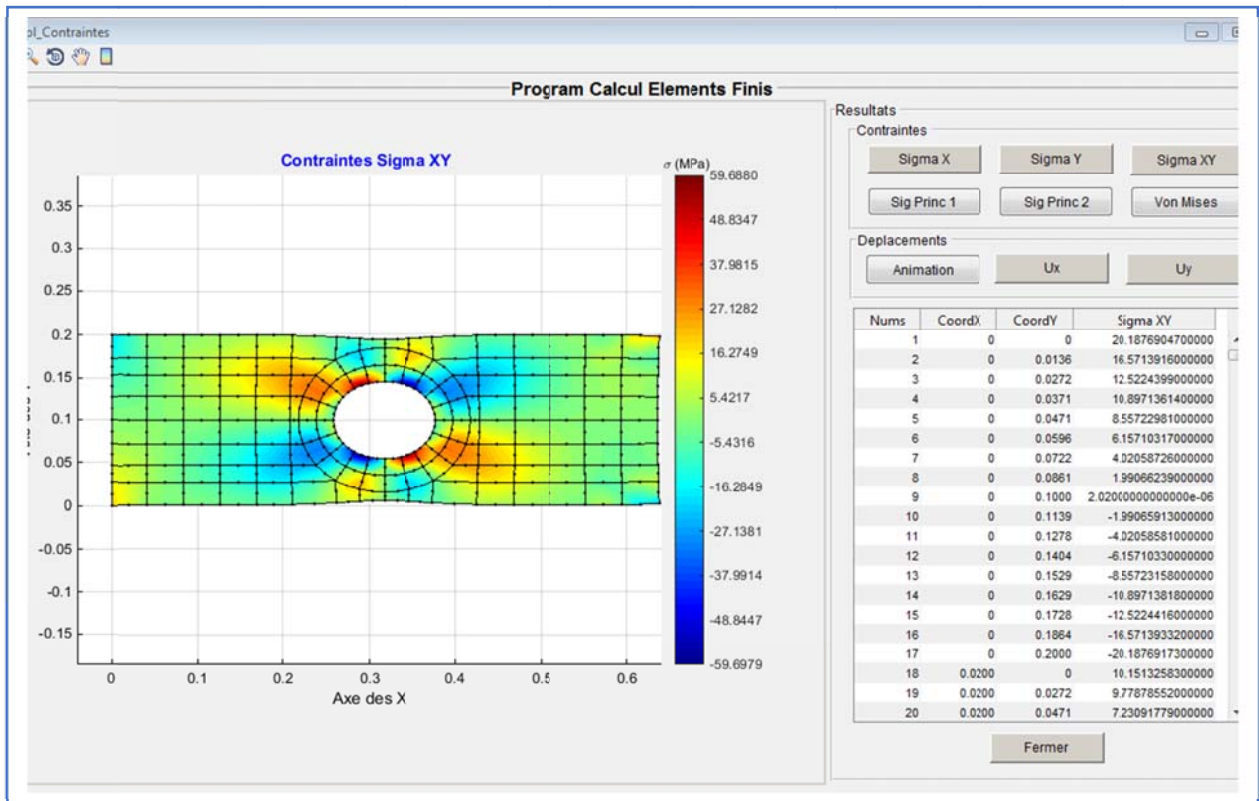 pl_Contraintes
Program Calcul Elements Finis
Contraintes Sigma XY
σ (MPa)
59.6880
48.8347
37.9815
27.1282
16.2749
5.4217
-5.4316
-16.2849
-27.1381
-37.9914
-48.8447
-59.6979
0.35
0.3
0.25
0.2
0.15
0.1
0.05
0
-0.05
-0.1
-0.15
0 0.1 0.2 0.3 0.4 0.5 0.6
Axe des X
Resultats
Contraintes
Sigma X Sigma Y Sigma XY
Sig Princ 1 Sig Princ 2 Von Mises
Deplacements
Animation Ux Uy
Nums CoordX CoordY Sigma XY
1 0 0 20.1876904700000
2 0 0.0136 16.5713916000000
3 0 0.0272 12.5224399000000
4 0 0.0371 10.8971361400000
5 0 0.0471 8.557229810000000
6 0 0.0596 6.15710317000000
7 0 0.0722 4.02058726000000
8 0 0.0861 1.99066239000000
9 0 0.1000 2.02000000000000e-06
10 0 0.1139 -1.99065913000000
11 0 0.1278 -4.02058581000000
12 0 0.1404 -6.15710330000000
13 0 0.1529 -8.55723158000000
14 0 0.1629 -10.8971381800000
15 0 0.1728 -12.5224416000000
16 0 0.1864 -16.5713933200000
17 0 0.2000 -20.1876917300000
18 0.0200 0 10.1513258300000
19 0.0200 0.0272 9.77878552000000
20 0.0200 0.0471 7.23091779000000
Fermer